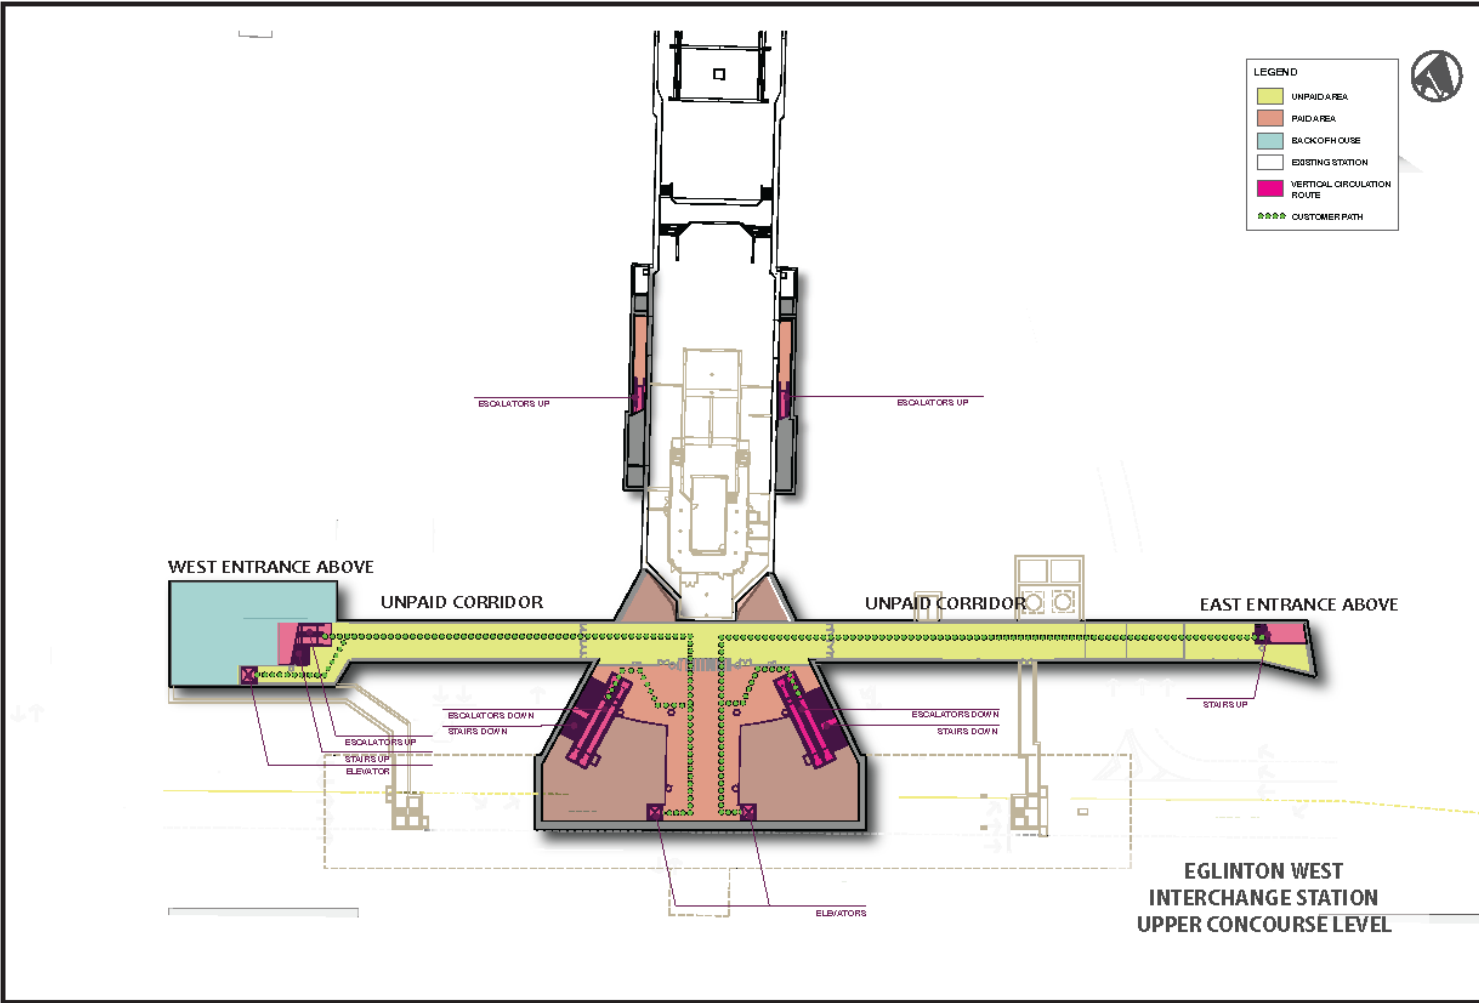 LEGEND
UNPAID AREA
PAID AREA
BACK OF HOUSE
EXISTING STATION
VERTICAL CIRCULATION
ROUTE
CUSTOMER PATH
ESCALATORS UP
ESCALATORS UP
WEST ENTRANCE ABOVE
UNPAID CORRIDOR
UNPAID CORRIDOR
EAST ENTRANCE ABOVE
STAIRS UP
ESCALATORS DOWN
STAIRS DOWN
ESCALATORS DOWN
STAIRS DOWN
ESCALATORS UP
STAIRS UP
ELEVATOR
ELEVATORS
EGLINTON WEST
INTERCHANGE STATION
UPPER CONCOURSE LEVEL